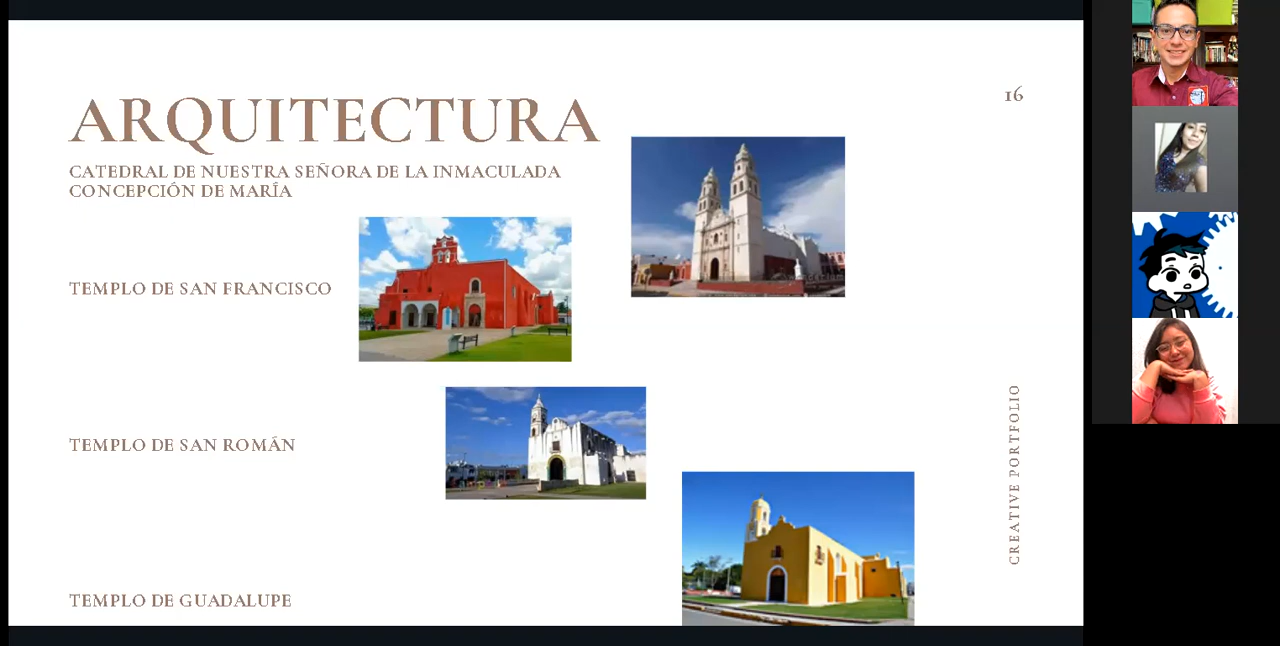 ARQUITECTURA
16
CATEDRAL DE NUESTRA SEÑORA DE LA INMACULADA
CONCEPCIÓN DE MARÍA
TEMPLO DE SAN FRANCISCO
TEMPLO DE SAN ROMÁN
TEMPLO DE GUADALUPE
CREATIVE PORTFOLIO